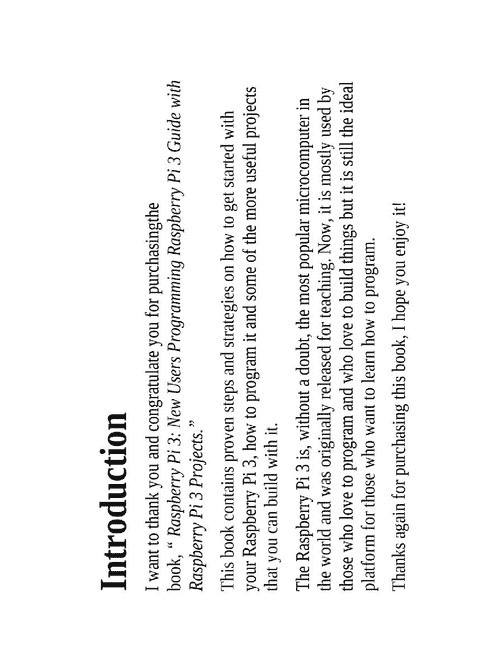 Introduction
I want to thank you and congratulate you for purchasingthe
book, “ Raspberry Pi 3: New Users Programming Raspberry Pi 3 Guide with
Raspberry Pi 3 Projects.”
This book contains proven steps and strategies on how to get started with
your Raspberry Pi 3, how to program it and some of the more useful projects
that you can build with it.
The Raspberry Pi 3 is, without a doubt, the most popular microcomputer in
the world and was originally released for teaching. Now, it is mostly used by
those who love to program and who love to build things but it is still the ideal
platform for those who want to learn how to program.
Thanks again for purchasing this book, I hope you enjoy it!